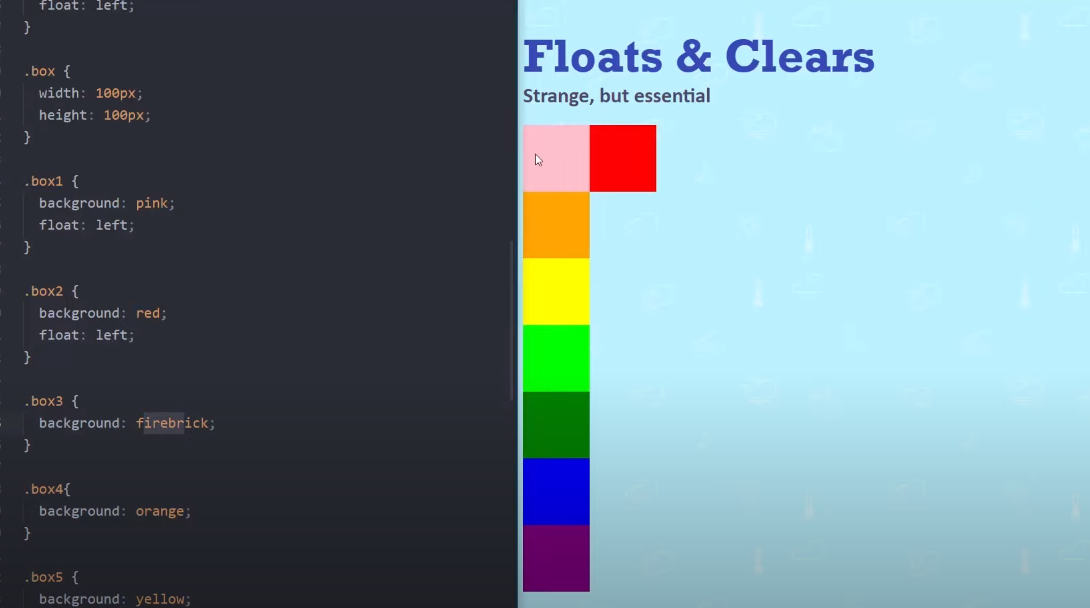 float: left;
}
.box {
width: 100px;
height: 100px;
}
.box1 {
background: pink;
float: left;
}
.box2 {
background: red;
float: left;
}
.box3 {
background: firebrick;
}
.box4{
background: orange;
}
.box5 {
background: yellow;
Floats & Clears
Strange, but essential